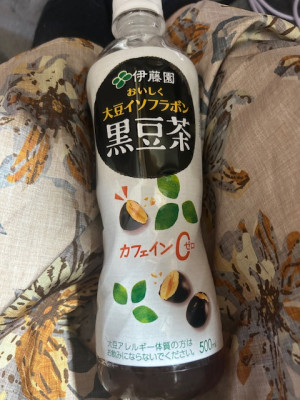 伊藤園
おいしく
大豆イソフラボン
黒豆茶
カフェイン0ゼロ
大豆アレルギー体質の方は
お飲みにならないでください。
500ml